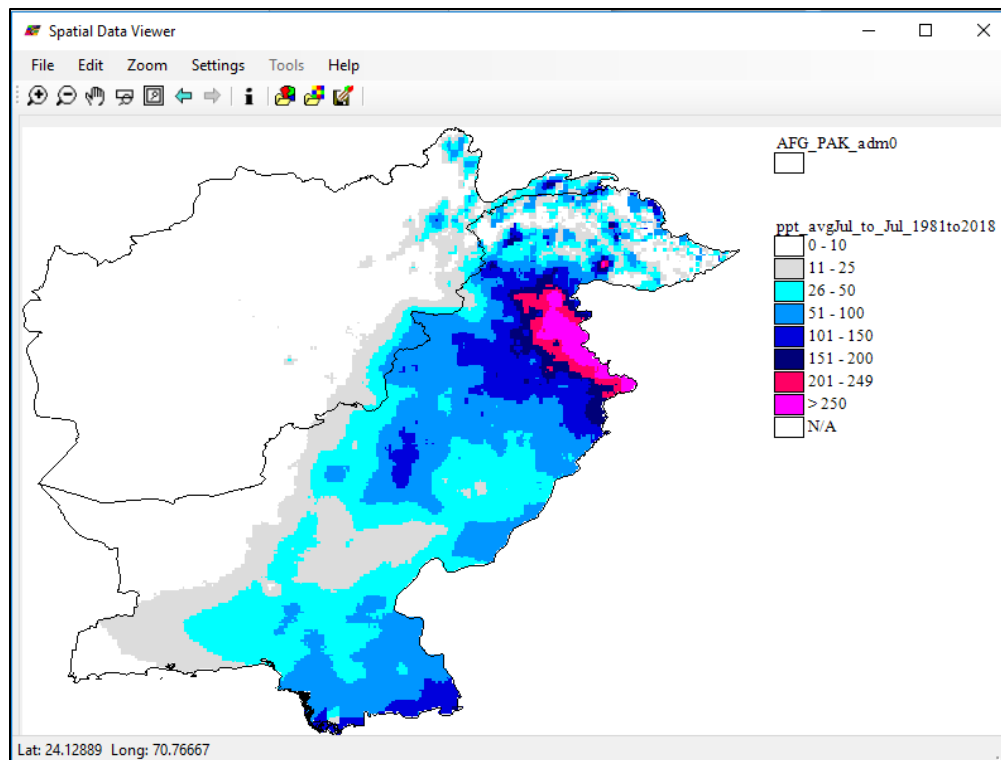 Spatial Data Viewer
File Edit Zoom Settings Tools Help
AFG_PAK_adm0
ppt_avgJul_to_Jul_1981to2018
0 - 10
11 - 25
26 - 50
51 - 100
101 - 150
151 - 200
201 - 249
> 250
N/A
Lat: 24.12889 Long: 70.76667